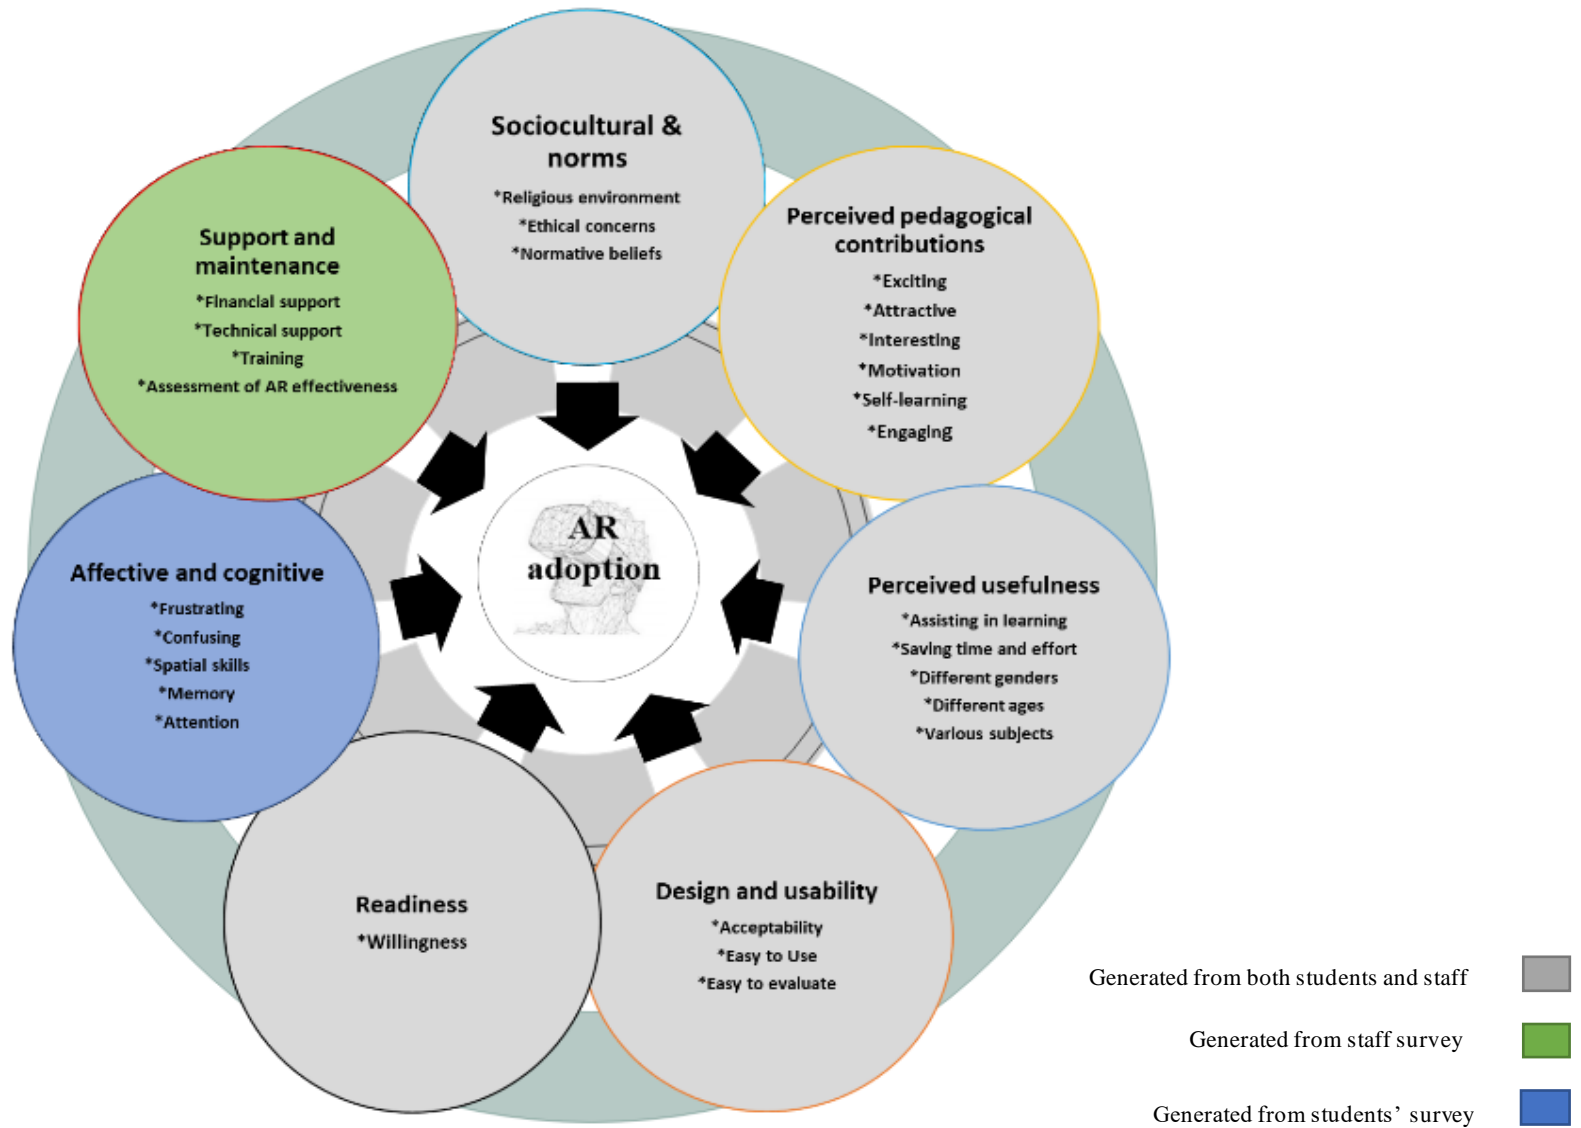 Sociocultural &
norms
*Religious environment
*Ethical concerns
*Normative beliefs
Perceived pedagogical
contributions
*Exciting
*Attractive
*Interesting
*Motivation
*Self-learning
*Engaging
Support and
maintenance
*Financial support
*Technical support
*Training
*Assessment of AR effectiveness
AR
adoption
Affective and cognitive
*Frustrating
*Confusing
*Spatial skills
*Memory
*Attention
Perceived usefulness
*Assisting in learning
*Saving time and effort
*Different genders
*Different ages
*Various subjects
Readiness
*Willingness
Design and usability
*Acceptability
*Easy to Use
*Easy to evaluate
Generated from both students and staff
Generated from staff survey
Generated from students’ survey